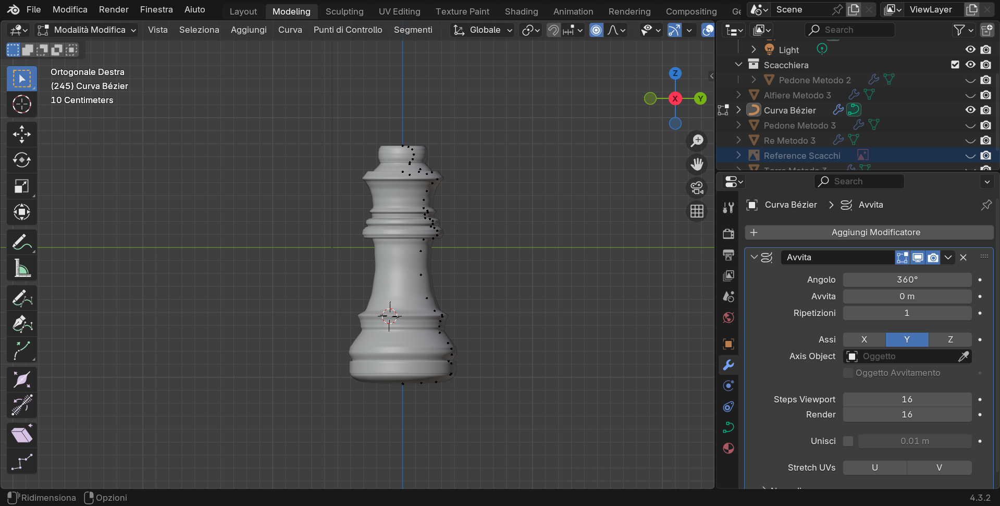 File Modifica Render Finestra Aiuto Layout Modeling Sculpting UV Editing Texture Paint Shading Animation Rendering Compositing Ge Scene ViewLayer
Modalità Modifica Vista Seleziona Aggiungi Curva Punti di Controllo Segmenti Globale Search
Ortogonale Destra
(245) Curva Bézier
10 Centimeters
Z
X
Y
Light
Scacchiera
Pedone Metodo 2
Alfiere Metodo 3
Curva Bézier
Pedone Metodo 3
Re Metodo 3
Reference Scacchi
Torre Metodo 3
Search
Curva Bézier > Avvita
+ Aggiungi Modificatore
Avvita
Angolo 360°
Avvita 0 m
Ripetizioni 1
Assi X Y Z
Axis Object Oggetto
Oggetto Avvitamento
Steps Viewport 16
Render 16
Unisci 0.01 m
Stretch UVs U V
Ridimensiona Opzioni 4.3.2